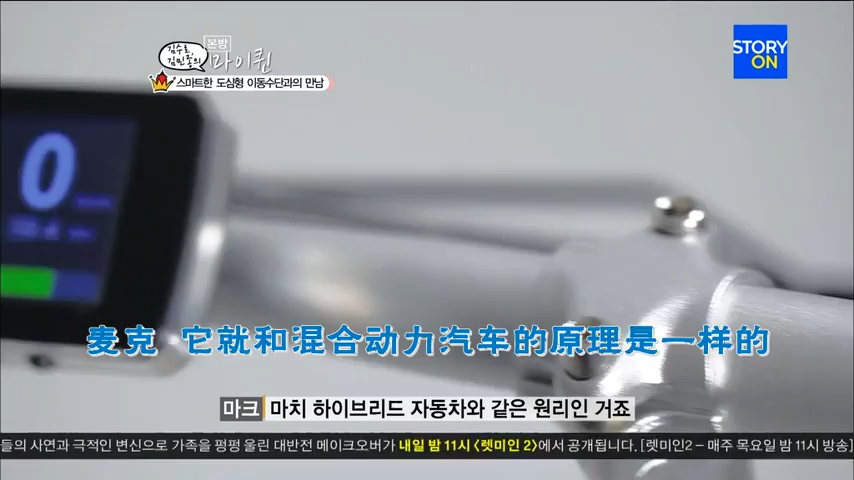 김수로
김민종의
본방
마이퀸
STORY
ON
스마트한 도심형 이동수단과의 만남
0
麦克 它就和混合动力汽车的原理是一样的
마크 마치 하이브리드 자동차와 같은 원리인 거죠
들의 사연과 극적인 변신으로 가족을 펑펑 울린 대반전 메이크오버가 내일 밤 11시 <렛미인 2>에서 공개됩니다. [렛미인2 – 매주 목요일 밤 11시 방송]